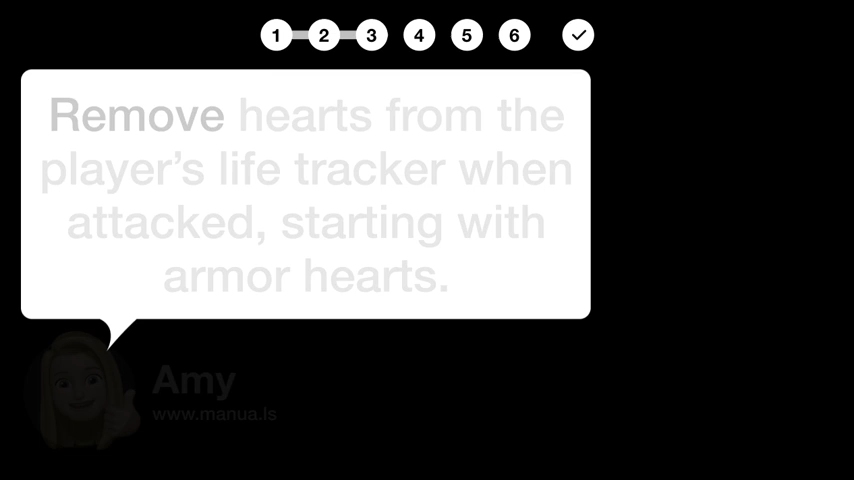 1 2 3 4 5 6
Remove hearts from the
player’s life tracker when
attacked, starting with
armor hearts.
Amy
www.manua.ls